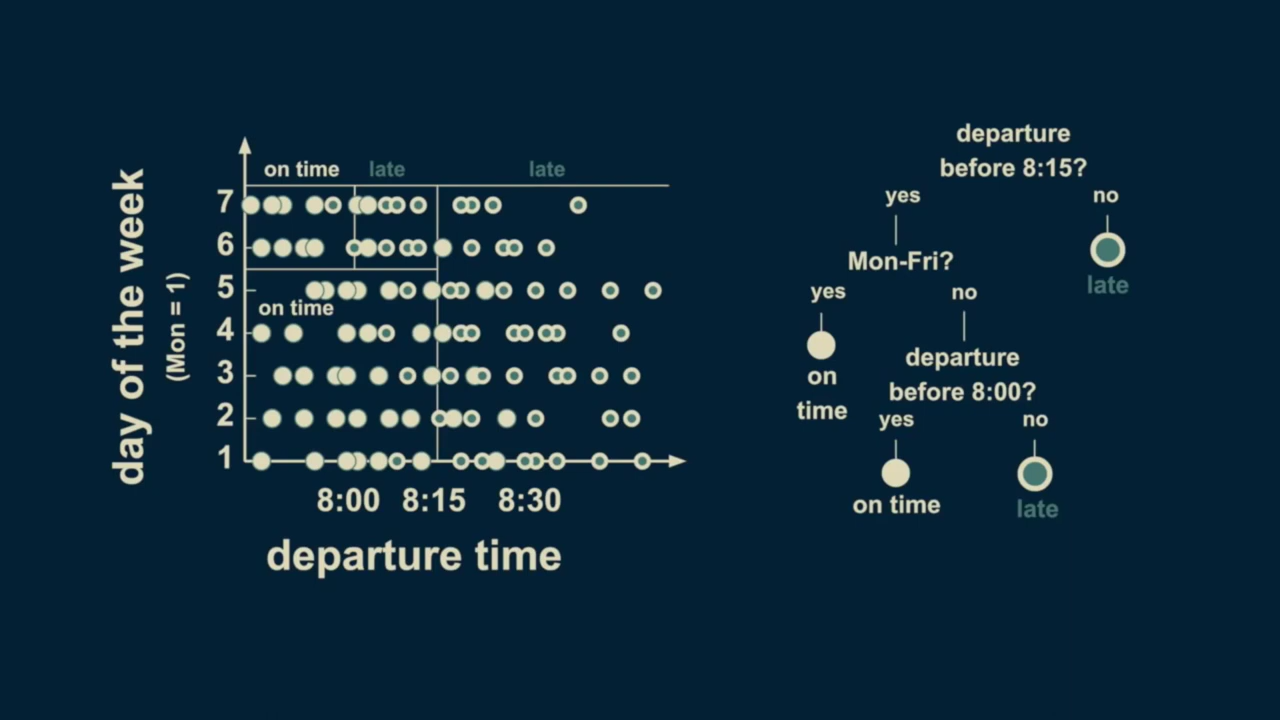 on time late late
day of the week
(Mon = 1)
7
6
5
on time
4
3
2
1
8:00 8:15 8:30
departure time
departure
before 8:15?
yes no
Mon-Fri?
late
yes no
on
time
departure
before 8:00?
yes no
on time
late